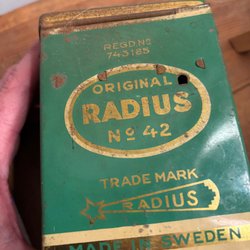 REGD NO
743185
ORIGINAL
RADIUS
No 42
TRADE MARK
RADIUS
MADE IN SWEDEN